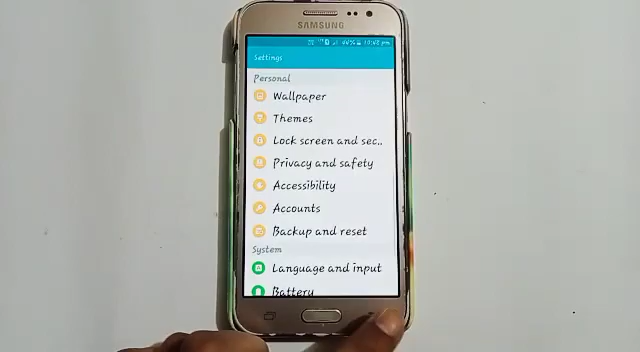 SAMSUNG
Settings
Personal
Wallpaper
Themes
Lock screen and sec..
Privacy and safety
Accessibility
Accounts
Backup and reset
System
Language and input
Battery